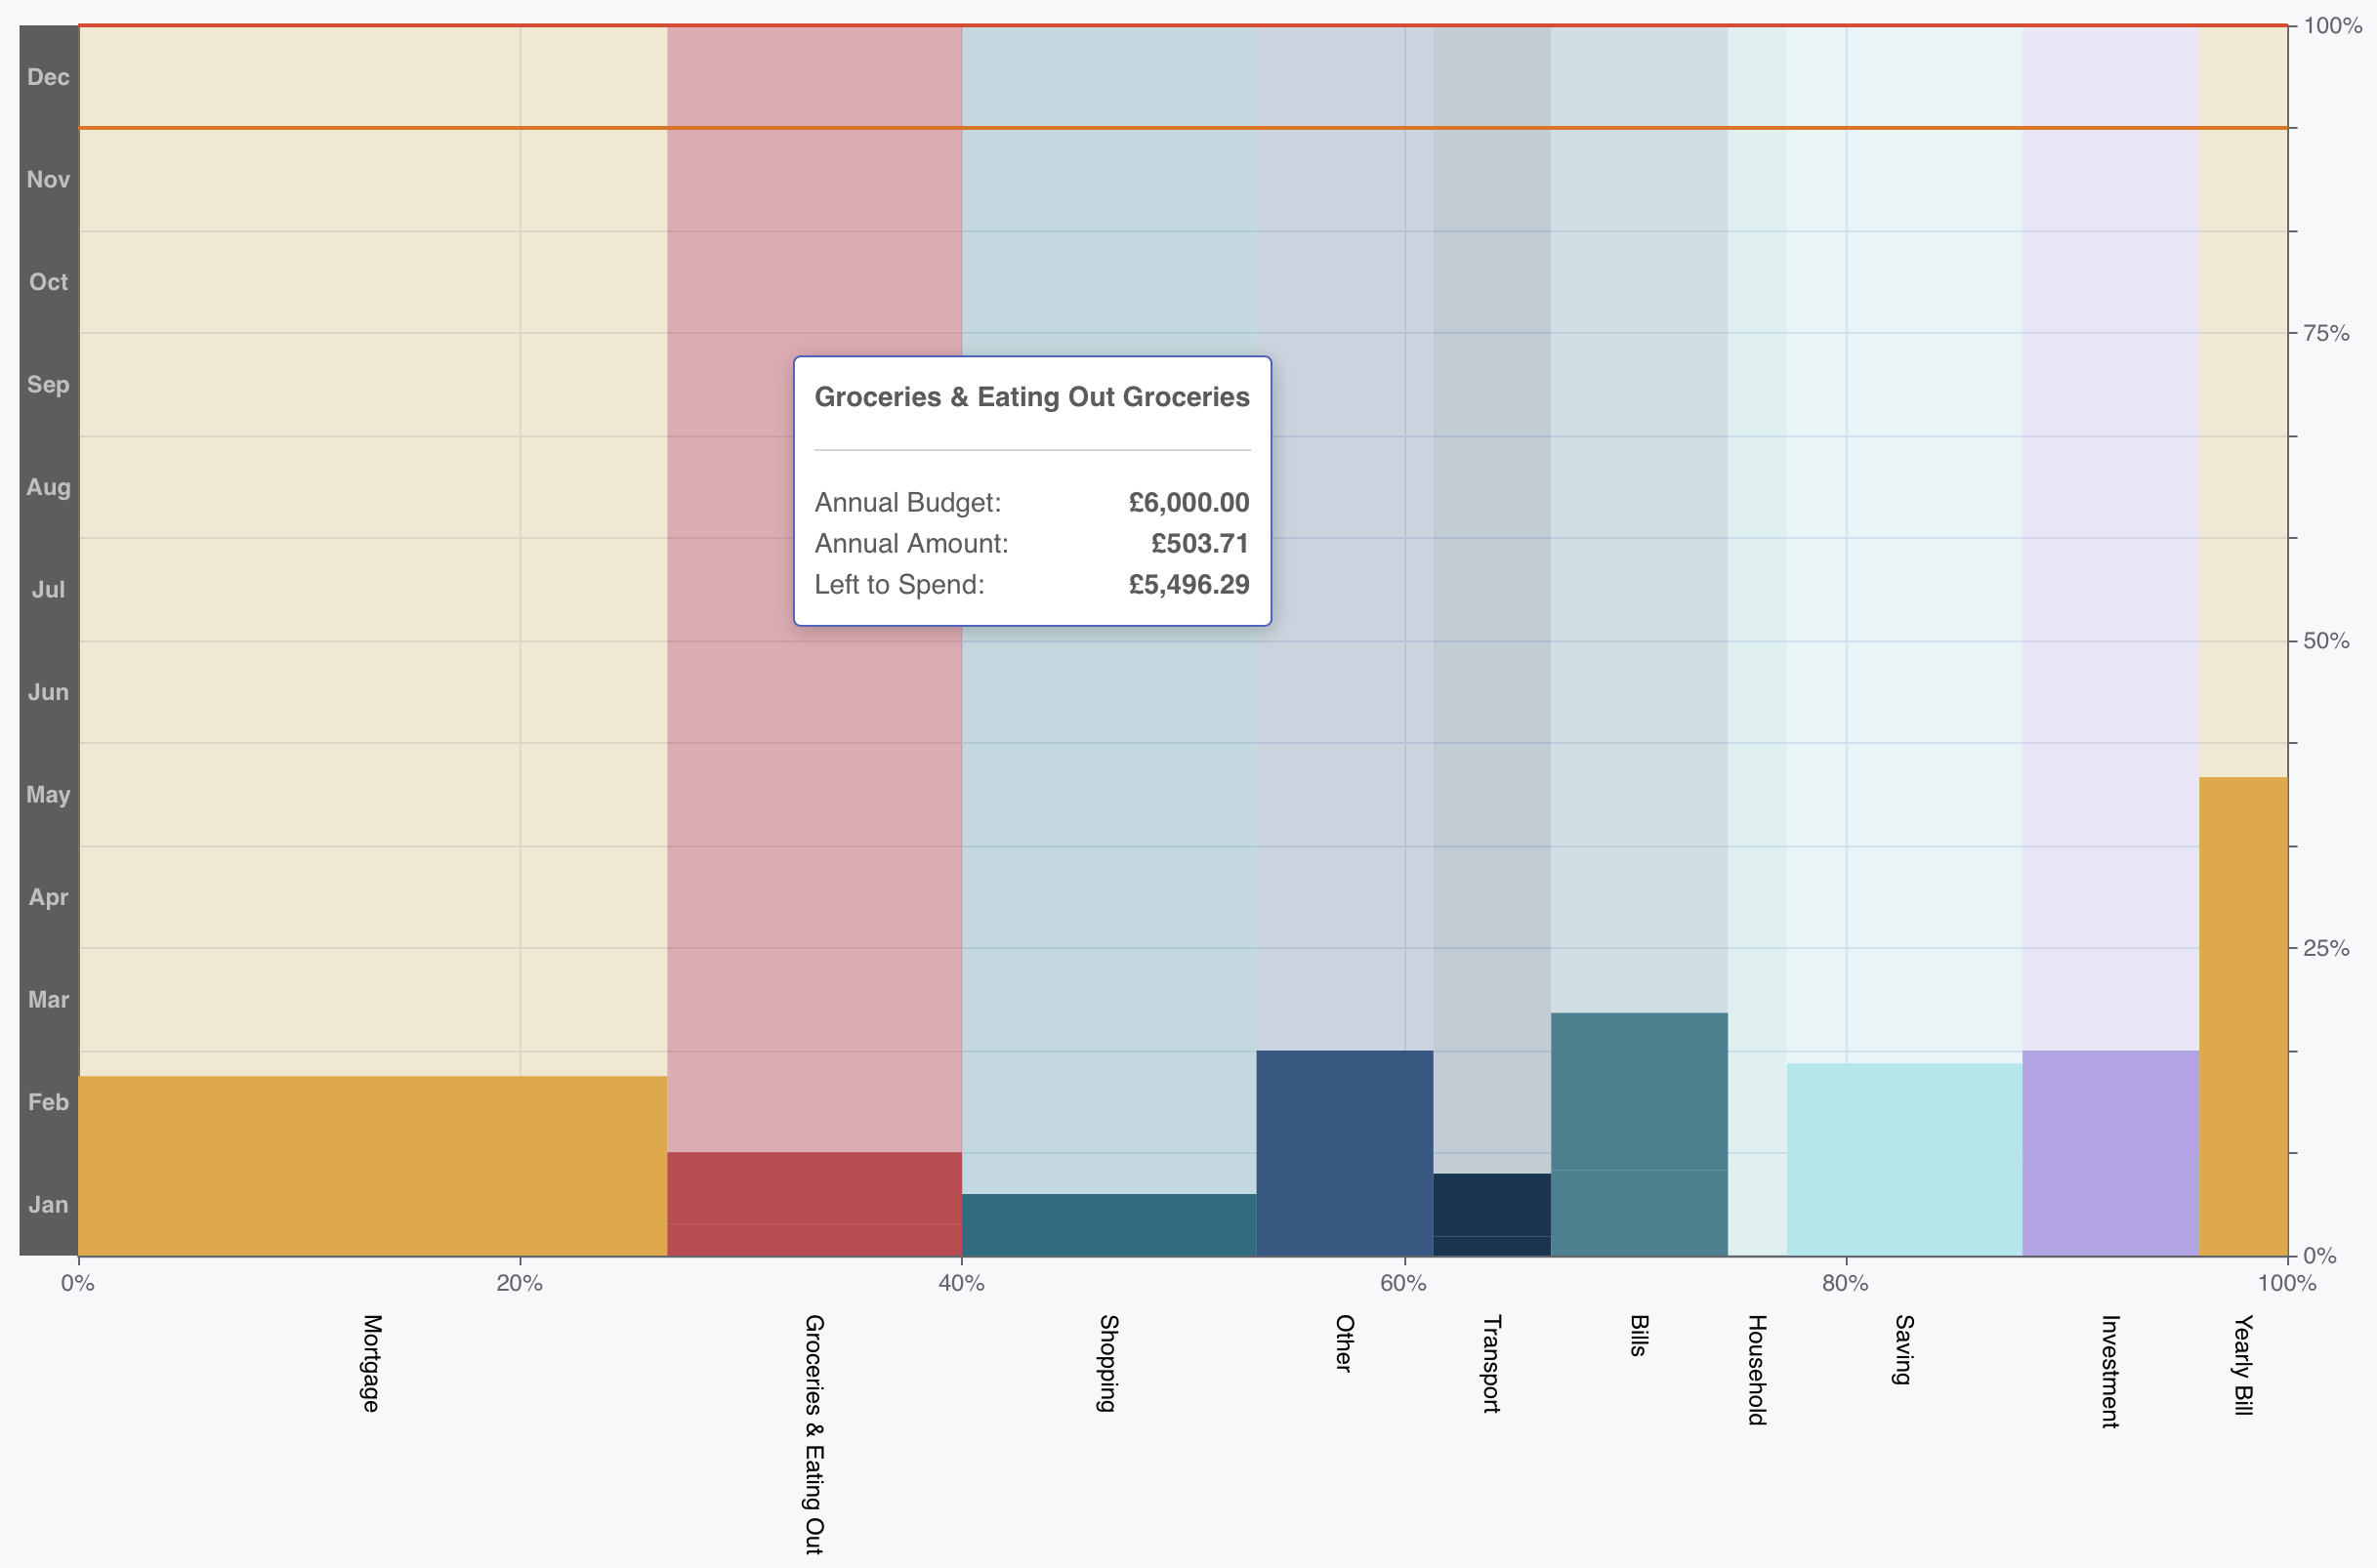 100%
Dec
Nov
Oct
75%
Sep
Groceries & Eating Out Groceries
Aug
Annual Budget: £6,000.00
Annual Amount: £503.71
Left to Spend: £5,496.29
Jul
50%
Jun
May
Apr
25%
Mar
Feb
Jan
0%
0% 20% 40% 60% 80% 100%
Mortgage
Groceries & Eating Out
Shopping
Other
Transport
Bills
Household
Saving
Investment
Yearly Bill